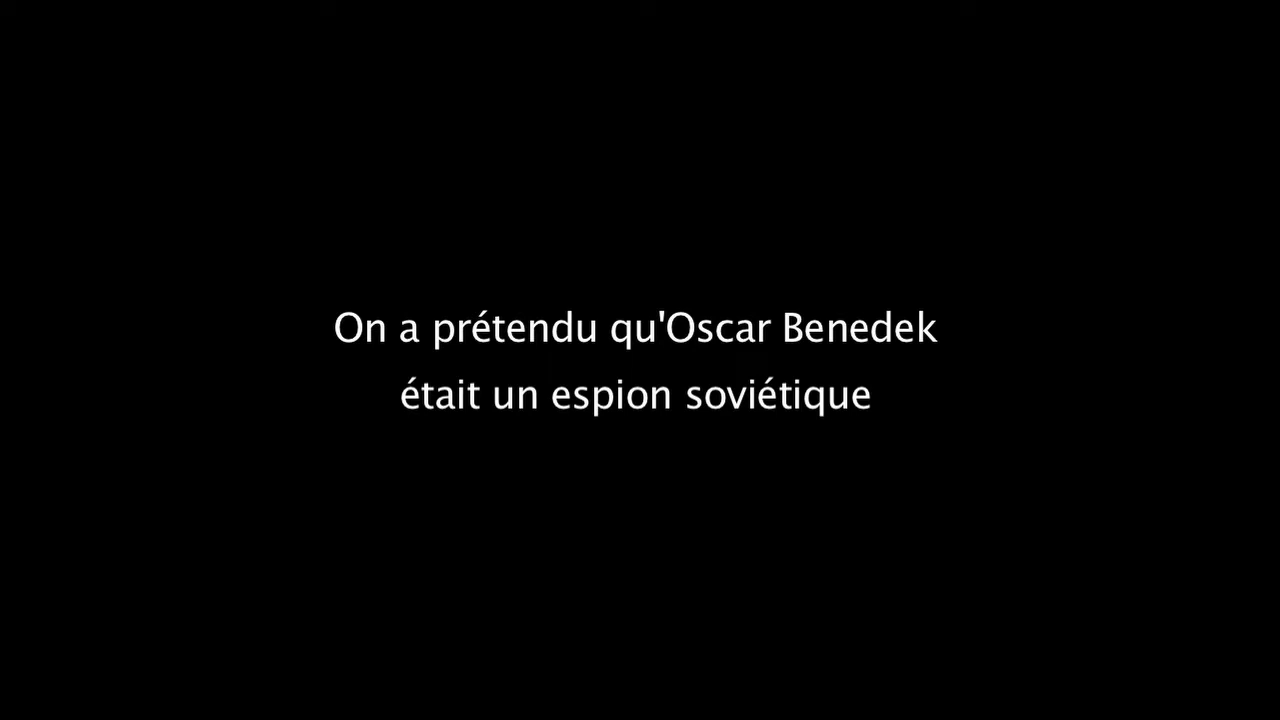 On a prétendu qu'Oscar Benedek
était un espion soviétique